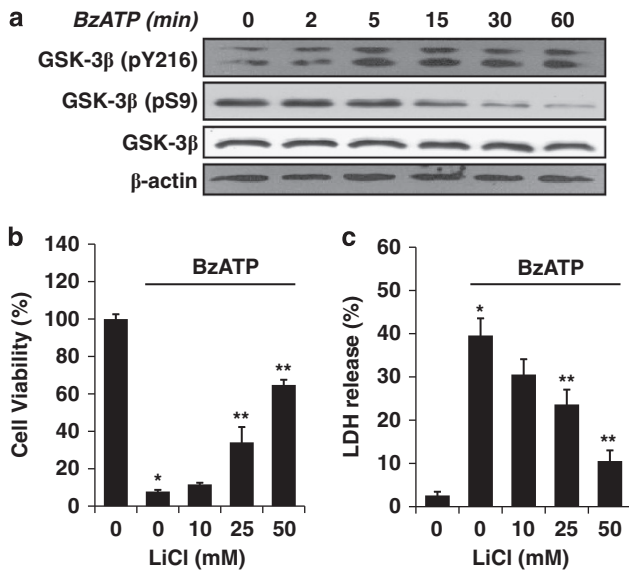 a
BzATP (min) 0 2 5 15 30 60
GSK-3β (pY216)
GSK-3β (pS9)
GSK-3β
β-actin
b
BzATP
Cell Viability (%)
140
120
100
80
60
40
20
0
*
**
**
0 0 10 25 50
LiCl (mM)
c
BzATP
LDH release (%)
60
50
40
30
20
10
0
*
**
**
0 0 10 25 50
LiCl (mM)